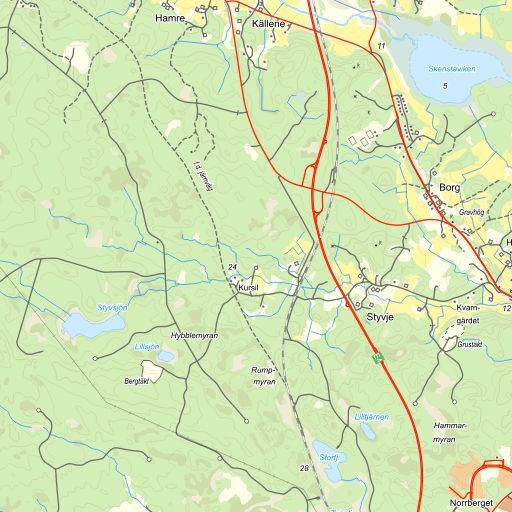 Hamre
Källene
11
Skenstaviken
5
f.d. järnväg
Borg
Gravhög
24
Kursil
Styvsjön
Styvje
Kvarn-
gärdet
12
Hybblemyran
Lillsjön
Grustäkt
Bergtäkt
Rump-
myran
Lilltjärnen
Hammar-
myran
Stortj
28
Norrberget